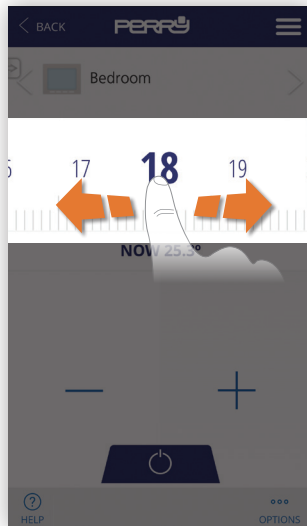 BACK PERRY
Bedroom
17 18 19
NOW 25.3°
HELP OPTIONS